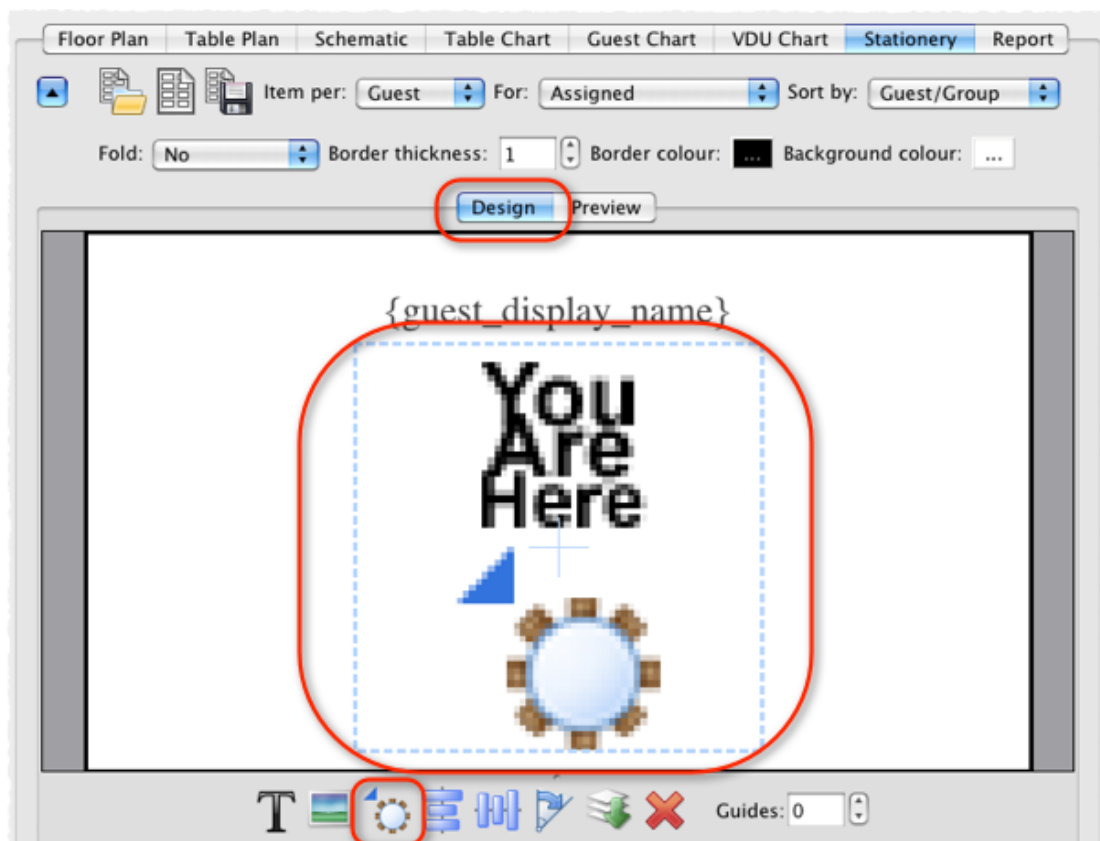 Floor Plan Table Plan Schematic Table Chart Guest Chart VDU Chart Stationery Report
Item per: Guest For: Assigned Sort by: Guest/Group
Fold: No Border thickness: 1 Border colour: ... Background colour: ...
Design Preview
{guest_display_name}
You
Are
Here
T Guides: 0